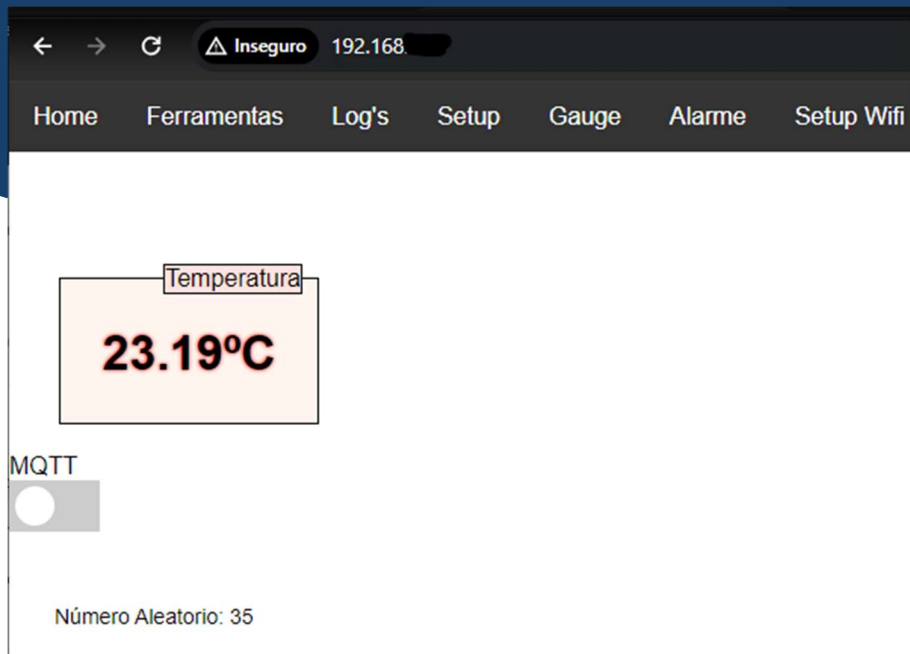 Inseguro 192.168.
Home Ferramentas Log's Setup Gauge Alarme Setup Wifi
Temperatura
23.19ºC
MQTT
Número Aleatorio: 35